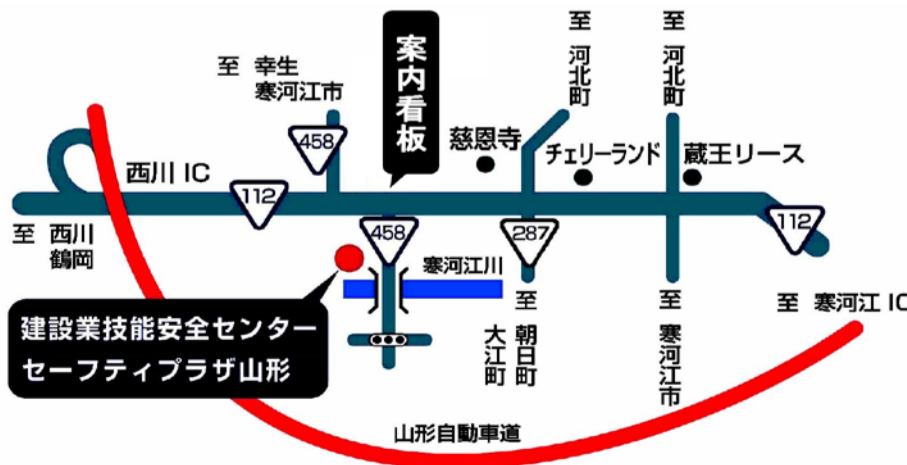 至 幸生
寒河江市
案内看板
至 河北町
至 河北町
458
慈恩寺
チェリーランド
蔵王リース
西川 IC
112
至 西川
鶴岡
458
寒河江川
287
112
至 朝日町
大江町
至 寒河江市
至 寒河江 IC
建設業技能安全センター
セーフティプラザ山形
山形自動車道